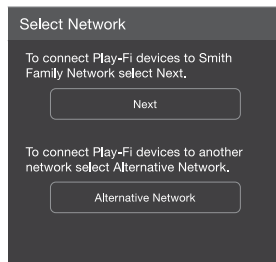 Select Network
To connect Play-Fi devices to Smith
Family Network select Next.
Next
To connect Play-Fi devices to another
network select Alternative Network.
Alternative Network